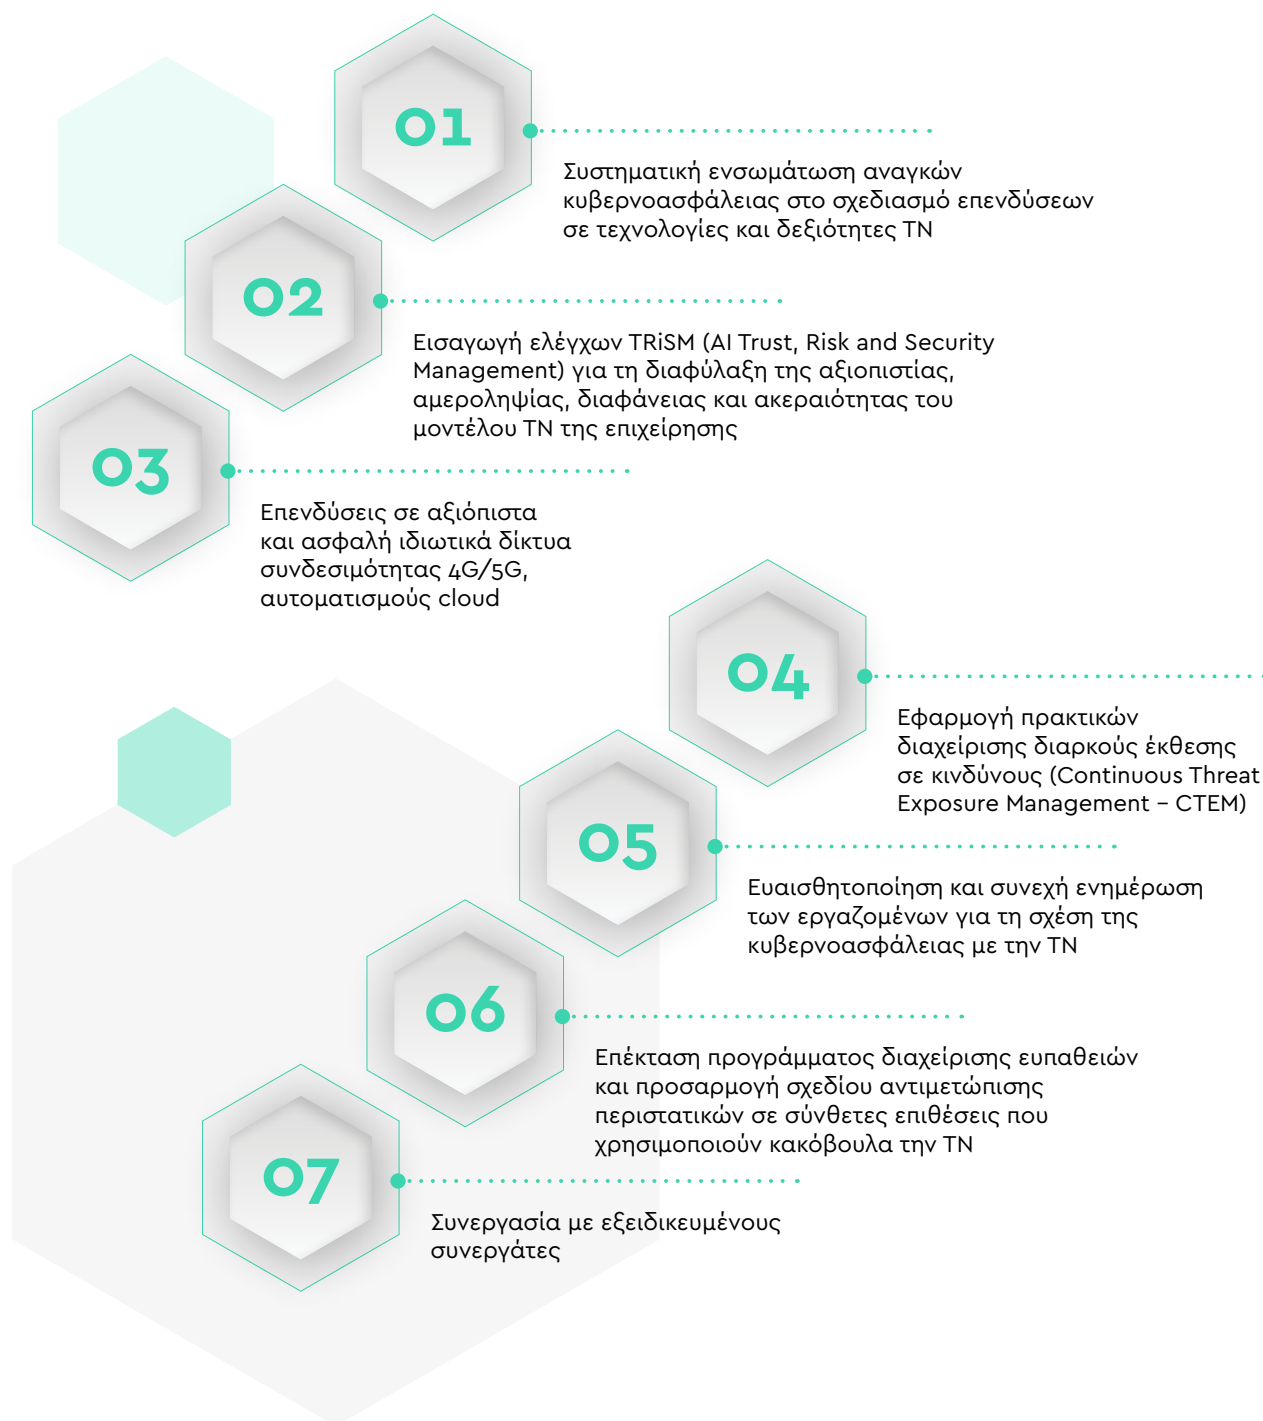 01
Συστηματική ενσωμάτωση αναγκών
κυβερνοασφάλειας στο σχεδιασμό επενδύσεων
σε τεχνολογίες και δεξιότητες ΤΝ
02
Εισαγωγή ελέγχων TRiSM (AI Trust, Risk and Security
Management) για τη διαφύλαξη της αξιοπιστίας,
αμεροληψίας, διαφάνειας και ακεραιότητας του
μοντέλου ΤΝ της επιχείρησης
03
Επενδύσεις σε αξιόπιστα
και ασφαλή ιδιωτικά δίκτυα
συνδεσιμότητας 4G/5G,
αυτοματισμούς cloud
04
Εφαρμογή πρακτικών
διαχείρισης διαρκούς έκθεσης
σε κινδύνους (Continuous Threat
Exposure Management – CTEM)
05
Ευαισθητοποίηση και συνεχή ενημέρωση
των εργαζομένων για τη σχέση της
κυβερνοασφάλειας με την ΤΝ
06
Επέκταση προγράμματος διαχείρισης ευπαθειών
και προσαρμογή σχεδίου αντιμετώπισης
περιστατικών σε σύνθετες επιθέσεις που
χρησιμοποιούν κακόβουλα την ΤΝ
07
Συνεργασία με εξειδικευμένους
συνεργάτες